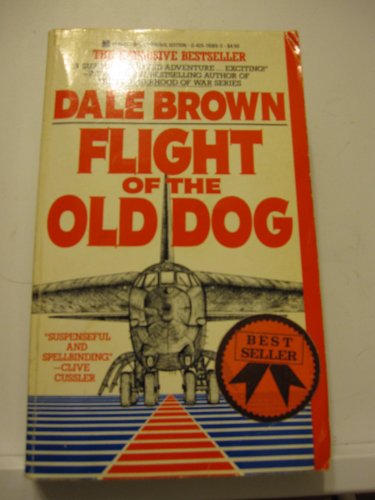 THE EXPLOSIVE BESTSELLER
ADVENTURE... EXCITING!"
BESTSELLING AUTHOR OF
BROTHERHOOD OF WAR SERIES
DALE BROWN
FLIGHT
OF THE
OLD DOG
"SUSPENSEFUL
AND
SPELLBINDING"
—CLIVE
CUSSLER
BEST
SELLER